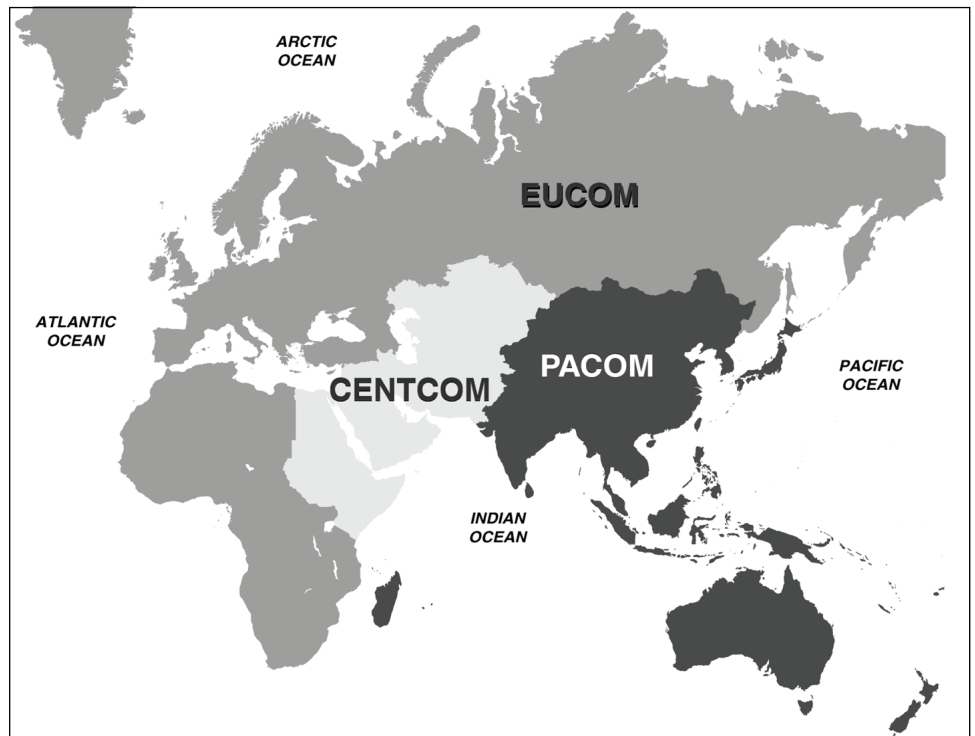 ARCTIC
OCEAN
EUCOM
ATLANTIC
OCEAN
PACOM
PACIFIC
OCEAN
CENTCOM
INDIAN
OCEAN